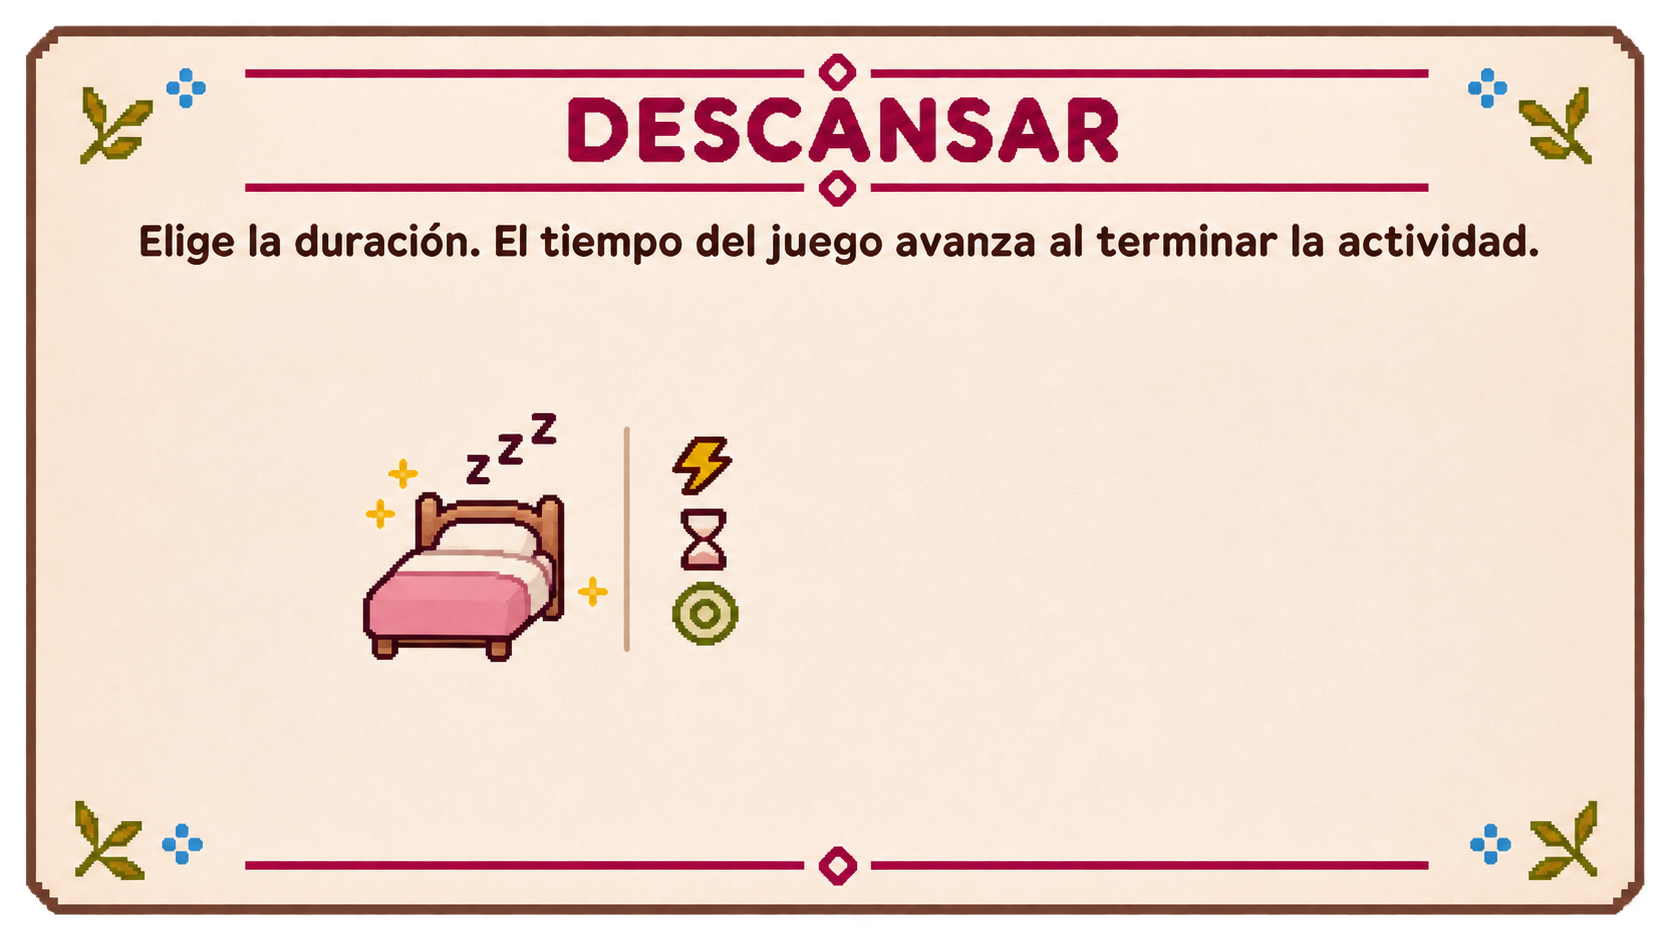 DESCANSAR
Elige la duración. El tiempo del juego avanza al terminar la actividad.
z z z